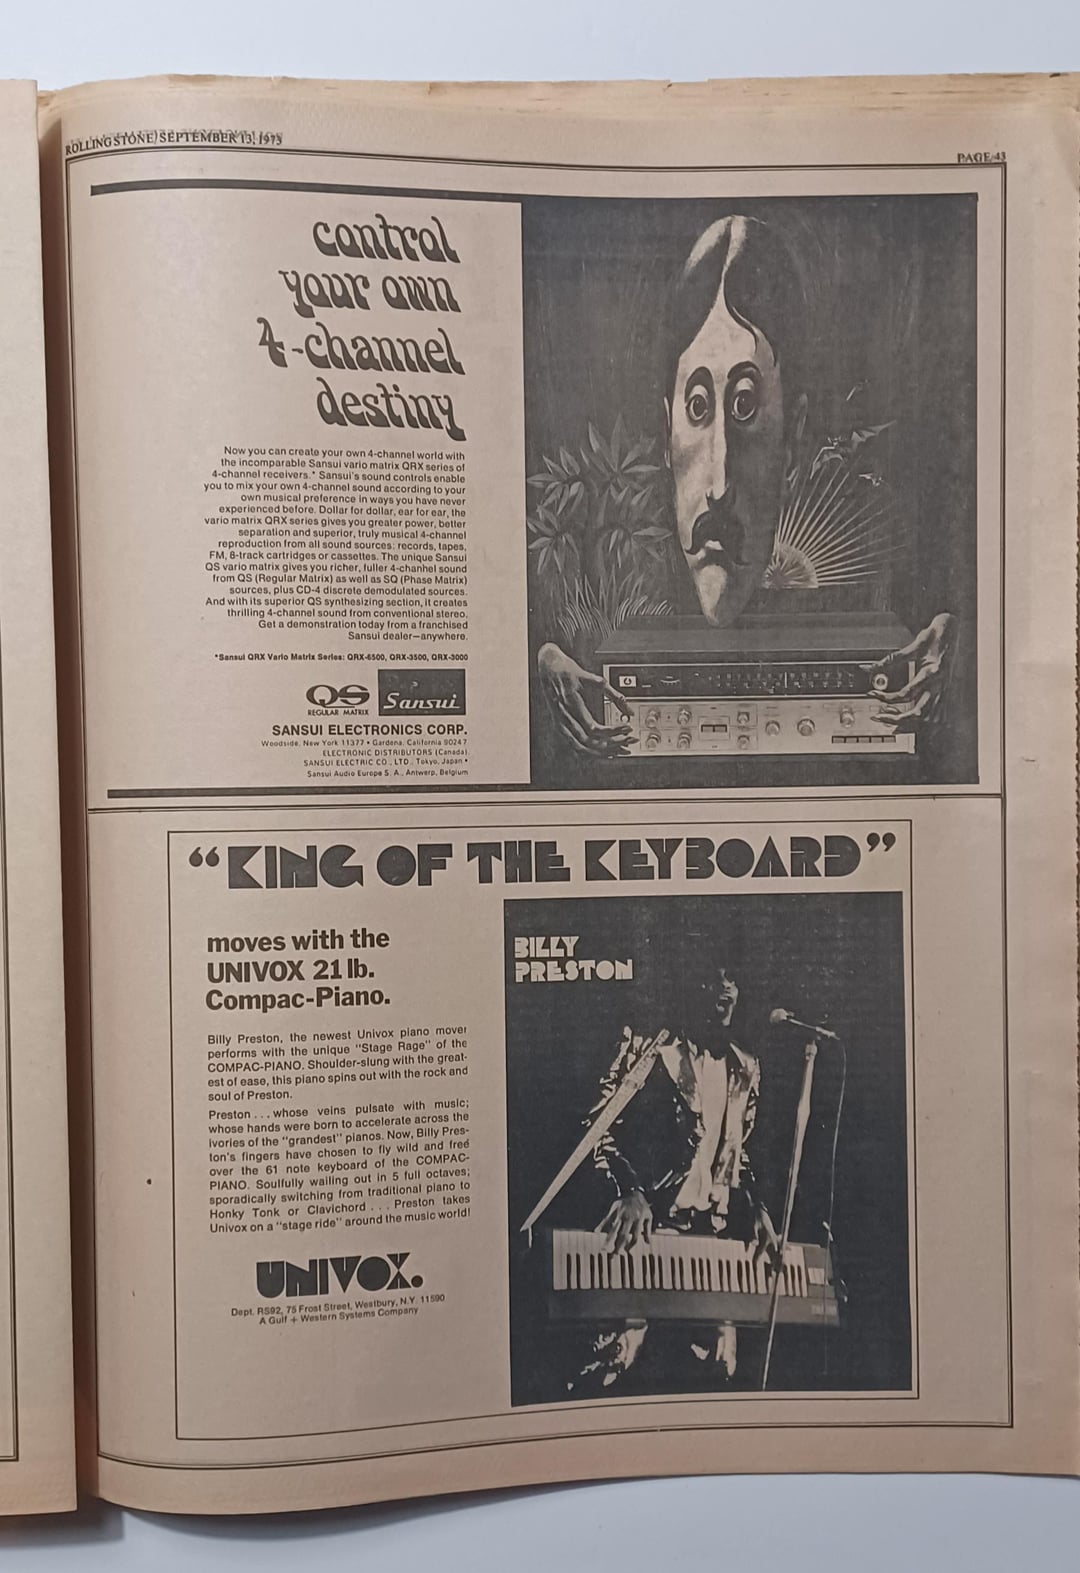 ROLLING STONE/SEPTEMBER 13, 1973
PAGE 43
control
your own
4-channel
destiny
Now you can create your own 4-channel world with
the incomparable Sansui vario matrix QRX series of
4-channel receivers.* Sansui's sound controls enable
you to mix your own 4-channel sound according to your
own musical preference in ways you have never
experienced before. Dollar for dollar, ear for ear, the
vario matrix QRX series gives you greater power, better
separation and superior, truly musical 4-channel
reproduction from all sound sources: records, tapes,
FM, 8-track cartridges or cassettes. The unique Sansui
QS vario matrix gives you richer, fuller 4-channel sound
from QS (Regular Matrix) as well as SQ (Phase Matrix)
sources, plus CD-4 discrete demodulated sources.
And with its superior QS synthesizing section, it creates
thrilling 4-channel sound from conventional stereo.
Get a demonstration today from a franchised
Sansui dealer—anywhere.
*Sansui QRX Vario Matrix Series: QRX-6500, QRX-3500, QRX-3000
QS
REGULAR MATRIX
Sansui
SANSUI ELECTRONICS CORP.
Woodside, New York 11377 • Gardena, California 90247
ELECTRONIC DISTRIBUTORS (Canada)
SANSUI ELECTRIC CO., LTD., Tokyo, Japan •
Sansui Audio Europe S. A., Antwerp, Belgium
"KING OF THE KEYBOARD"
moves with the
UNIVOX 21 lb.
Compac-Piano.
BILLY
PRESTON
Billy Preston, the newest Univox piano mover
performs with the unique "Stage Rage" of the
COMPAC-PIANO. Shoulder-slung with the great-
est of ease, this piano spins out with the rock and
soul of Preston.
Preston . . . whose veins pulsate with music;
whose hands were born to accelerate across the
ivories of the "grandest" pianos. Now, Billy Pres-
ton's fingers have chosen to fly wild and free
over the 61 note keyboard of the COMPAC-
PIANO. Soulfully wailing out in 5 full octaves;
sporadically switching from traditional piano to
Honky Tonk or Clavichord . . . Preston takes
Univox on a "stage ride" around the music world!
UNIVOX.
Dept. RS92, 75 Frost Street, Westbury, N.Y. 11590
A Gulf + Western Systems Company